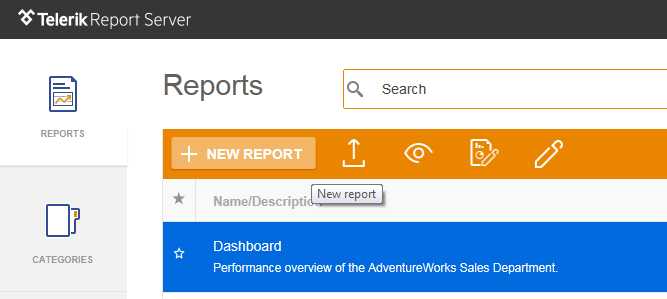 Telerik Report Server
Reports
Search
REPORTS
NEW REPORT
New report
Name/Description
CATEGORIES
Dashboard
Performance overview of the AdventureWorks Sales Department.